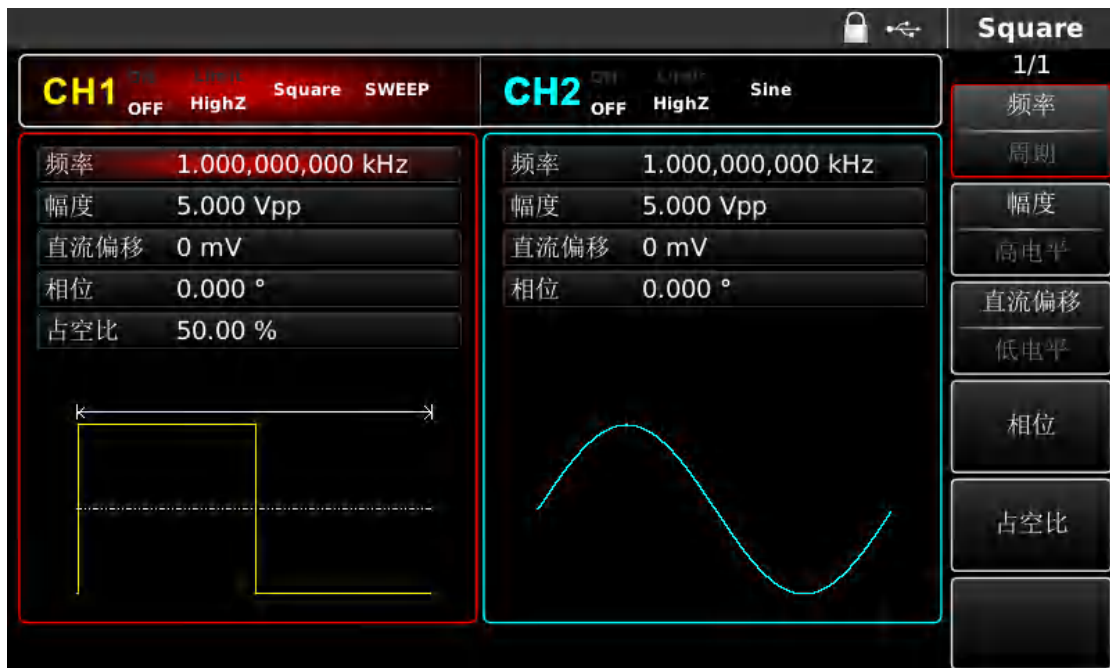 Square
1/1
CH1 OFF HighZ Square SWEEP
CH2 OFF HighZ Sine
频率 1.000,000,000 kHz
幅度 5.000 Vpp
直流偏移 0 mV
相位 0.000 °
占空比 50.00 %
频率 1.000,000,000 kHz
幅度 5.000 Vpp
直流偏移 0 mV
相位 0.000 °
频率
周期
幅度
高电平
直流偏移
低电平
相位
占空比